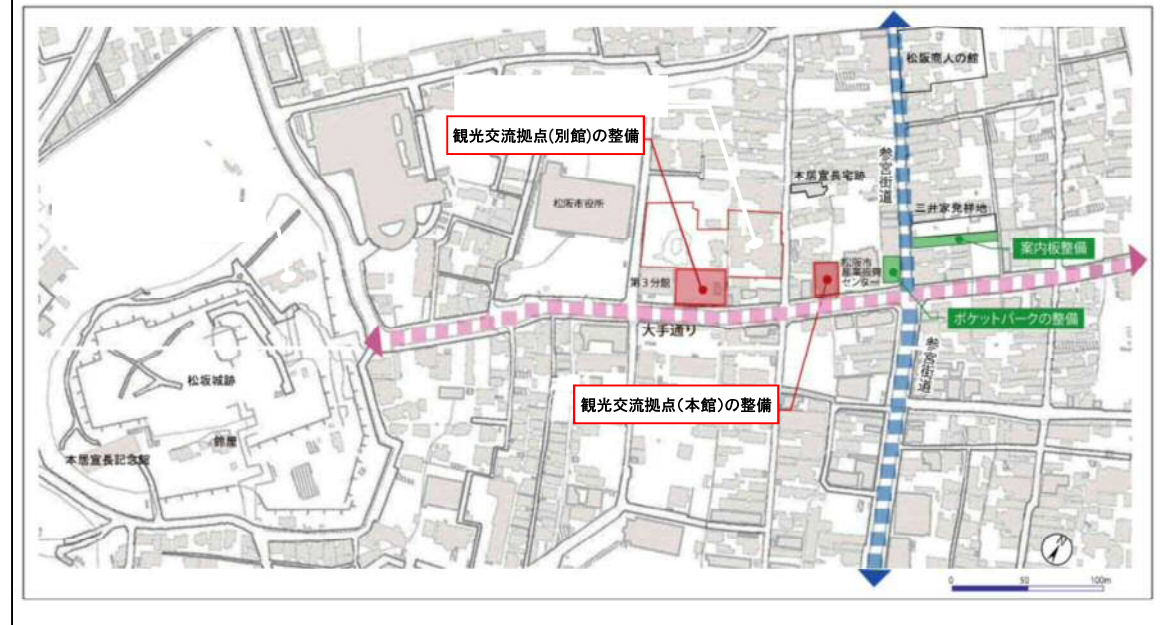 松阪商人の館
観光交流拠点(別館)の整備
参宮街道
本居宣長宅跡
松阪市役所
三井家発祥地
案内板整備
松阪市
産業振興
センター
第3分館
ポケットパークの整備
大手通り
参宮街道
松坂城跡
観光交流拠点(本館)の整備
鈴屋
本居宣長記念館
N
0 50 100m